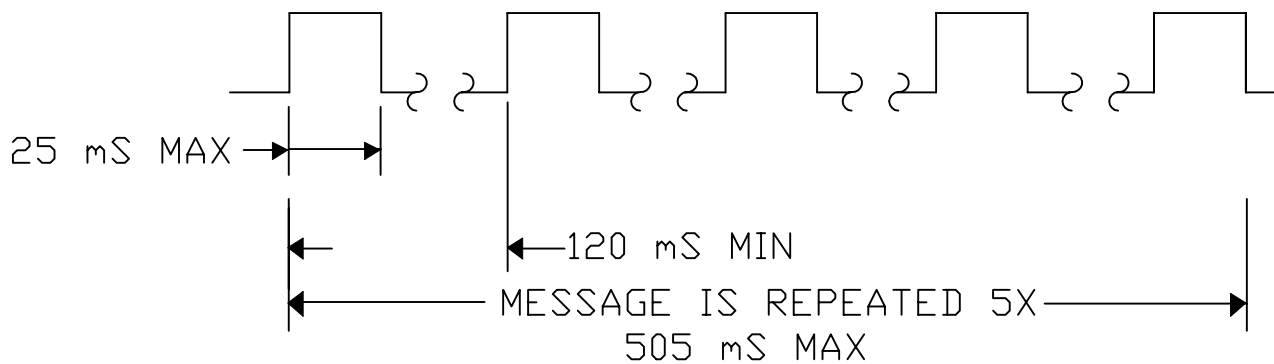 25 mS MAX
120 mS MIN
MESSAGE IS REPEATED 5X
505 mS MAX